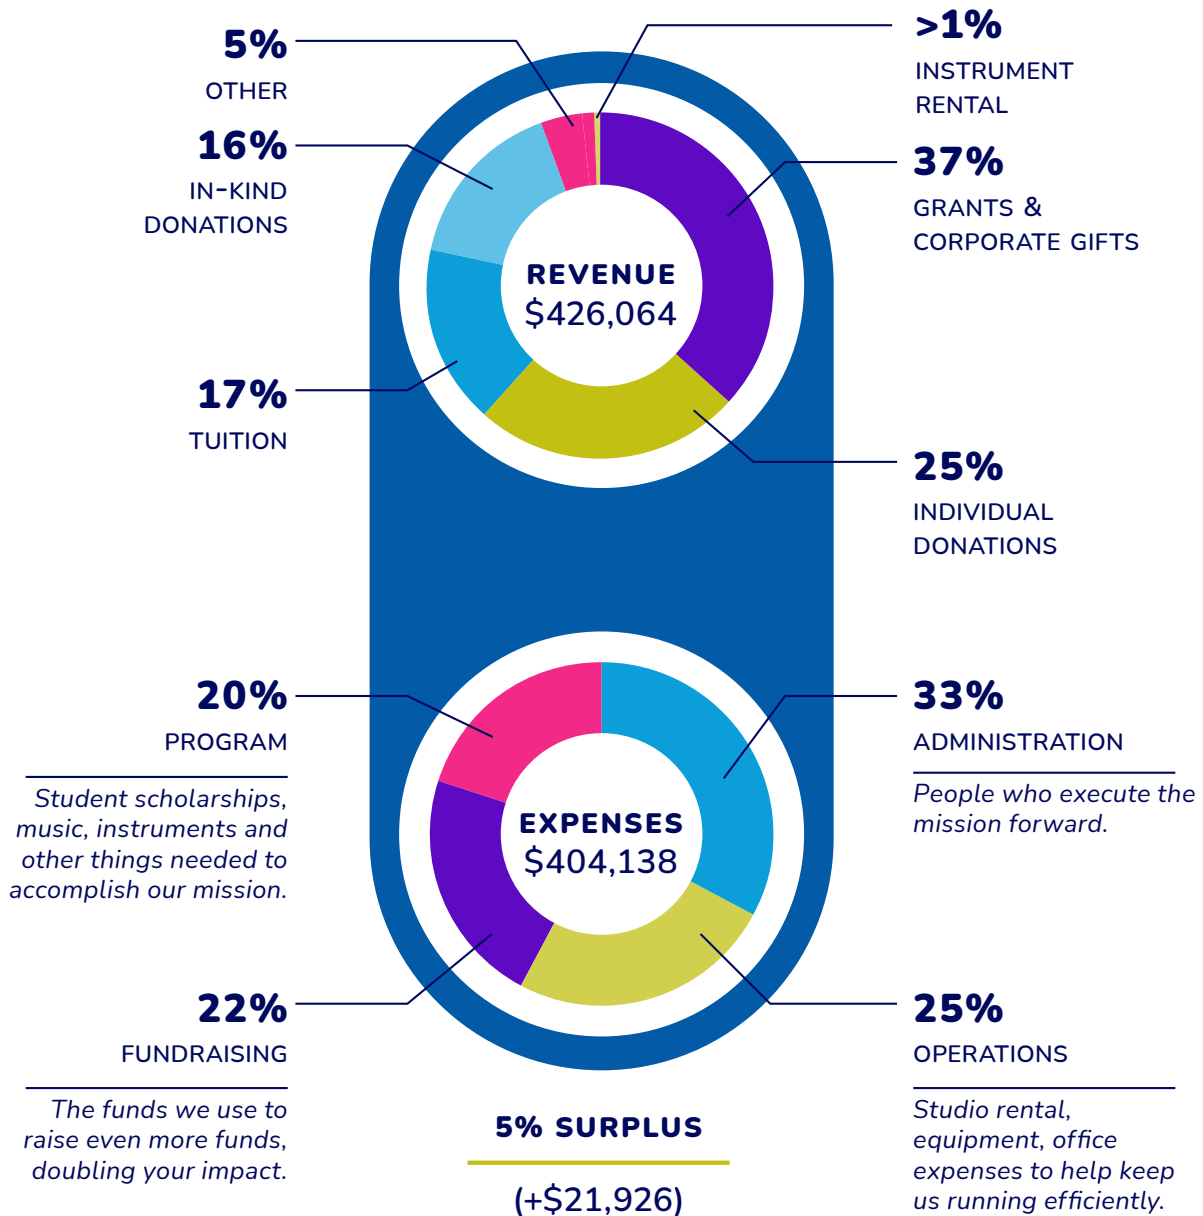 5%
OTHER
16%
IN-KIND
DONATIONS
17%
TUITION
>1%
INSTRUMENT
RENTAL
37%
GRANTS &
CORPORATE GIFTS
25%
INDIVIDUAL
DONATIONS
REVENUE
$426,064
20%
PROGRAM
Student scholarships,
music, instruments and
other things needed to
accomplish our mission.
22%
FUNDRAISING
The funds we use to
raise even more funds,
doubling your impact.
33%
ADMINISTRATION
People who execute the
mission forward.
25%
OPERATIONS
Studio rental,
equipment, office
expenses to help keep
us running efficiently.
EXPENSES
$404,138
5% SURPLUS
(+$21,926)